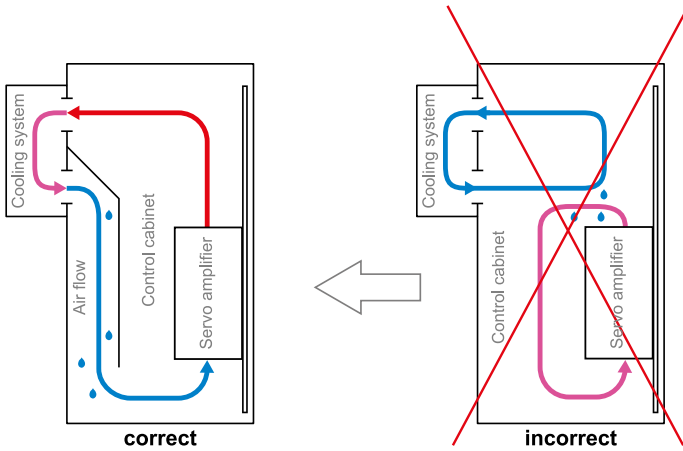 Cooling system
Air flow
Control cabinet
Servo amplifier
correct
Cooling system
Control cabinet
Servo amplifier
incorrect